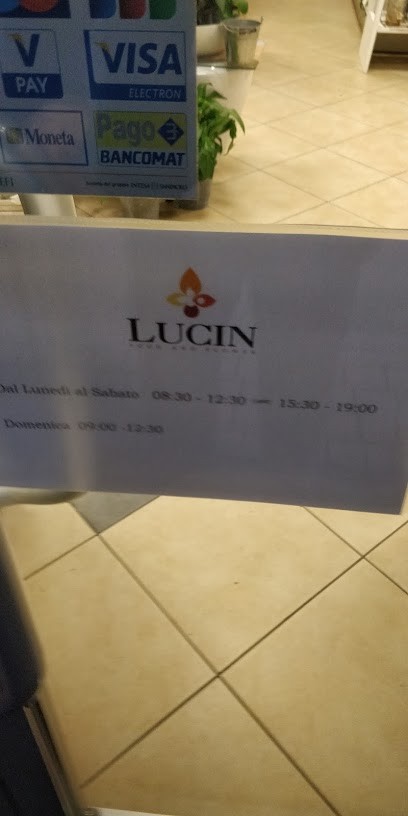 V
PAY
VISA
ELECTRON
Moneta
Pago
BANCOMAT
LUCIN
Dal Lunedì al Sabato 08:30 - 12:30 — 15:30 - 19:00
Domenica 09:00 -12:30